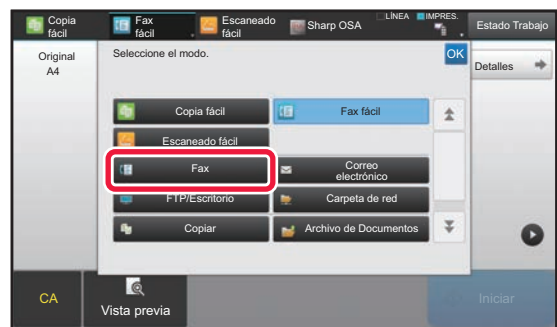 Copia fácil
Fax fácil
Escaneado fácil
Sharp OSA
LÍNEA
IMPRES.
Estado Trabajo
Original
A4
Seleccione el modo.
OK
Detalles
Copia fácil
Fax fácil
Escaneado fácil
Fax
Correo electrónico
FTP/Escritorio
Carpeta de red
Copiar
Archivo de Documentos
CA
Vista previa
Iniciar